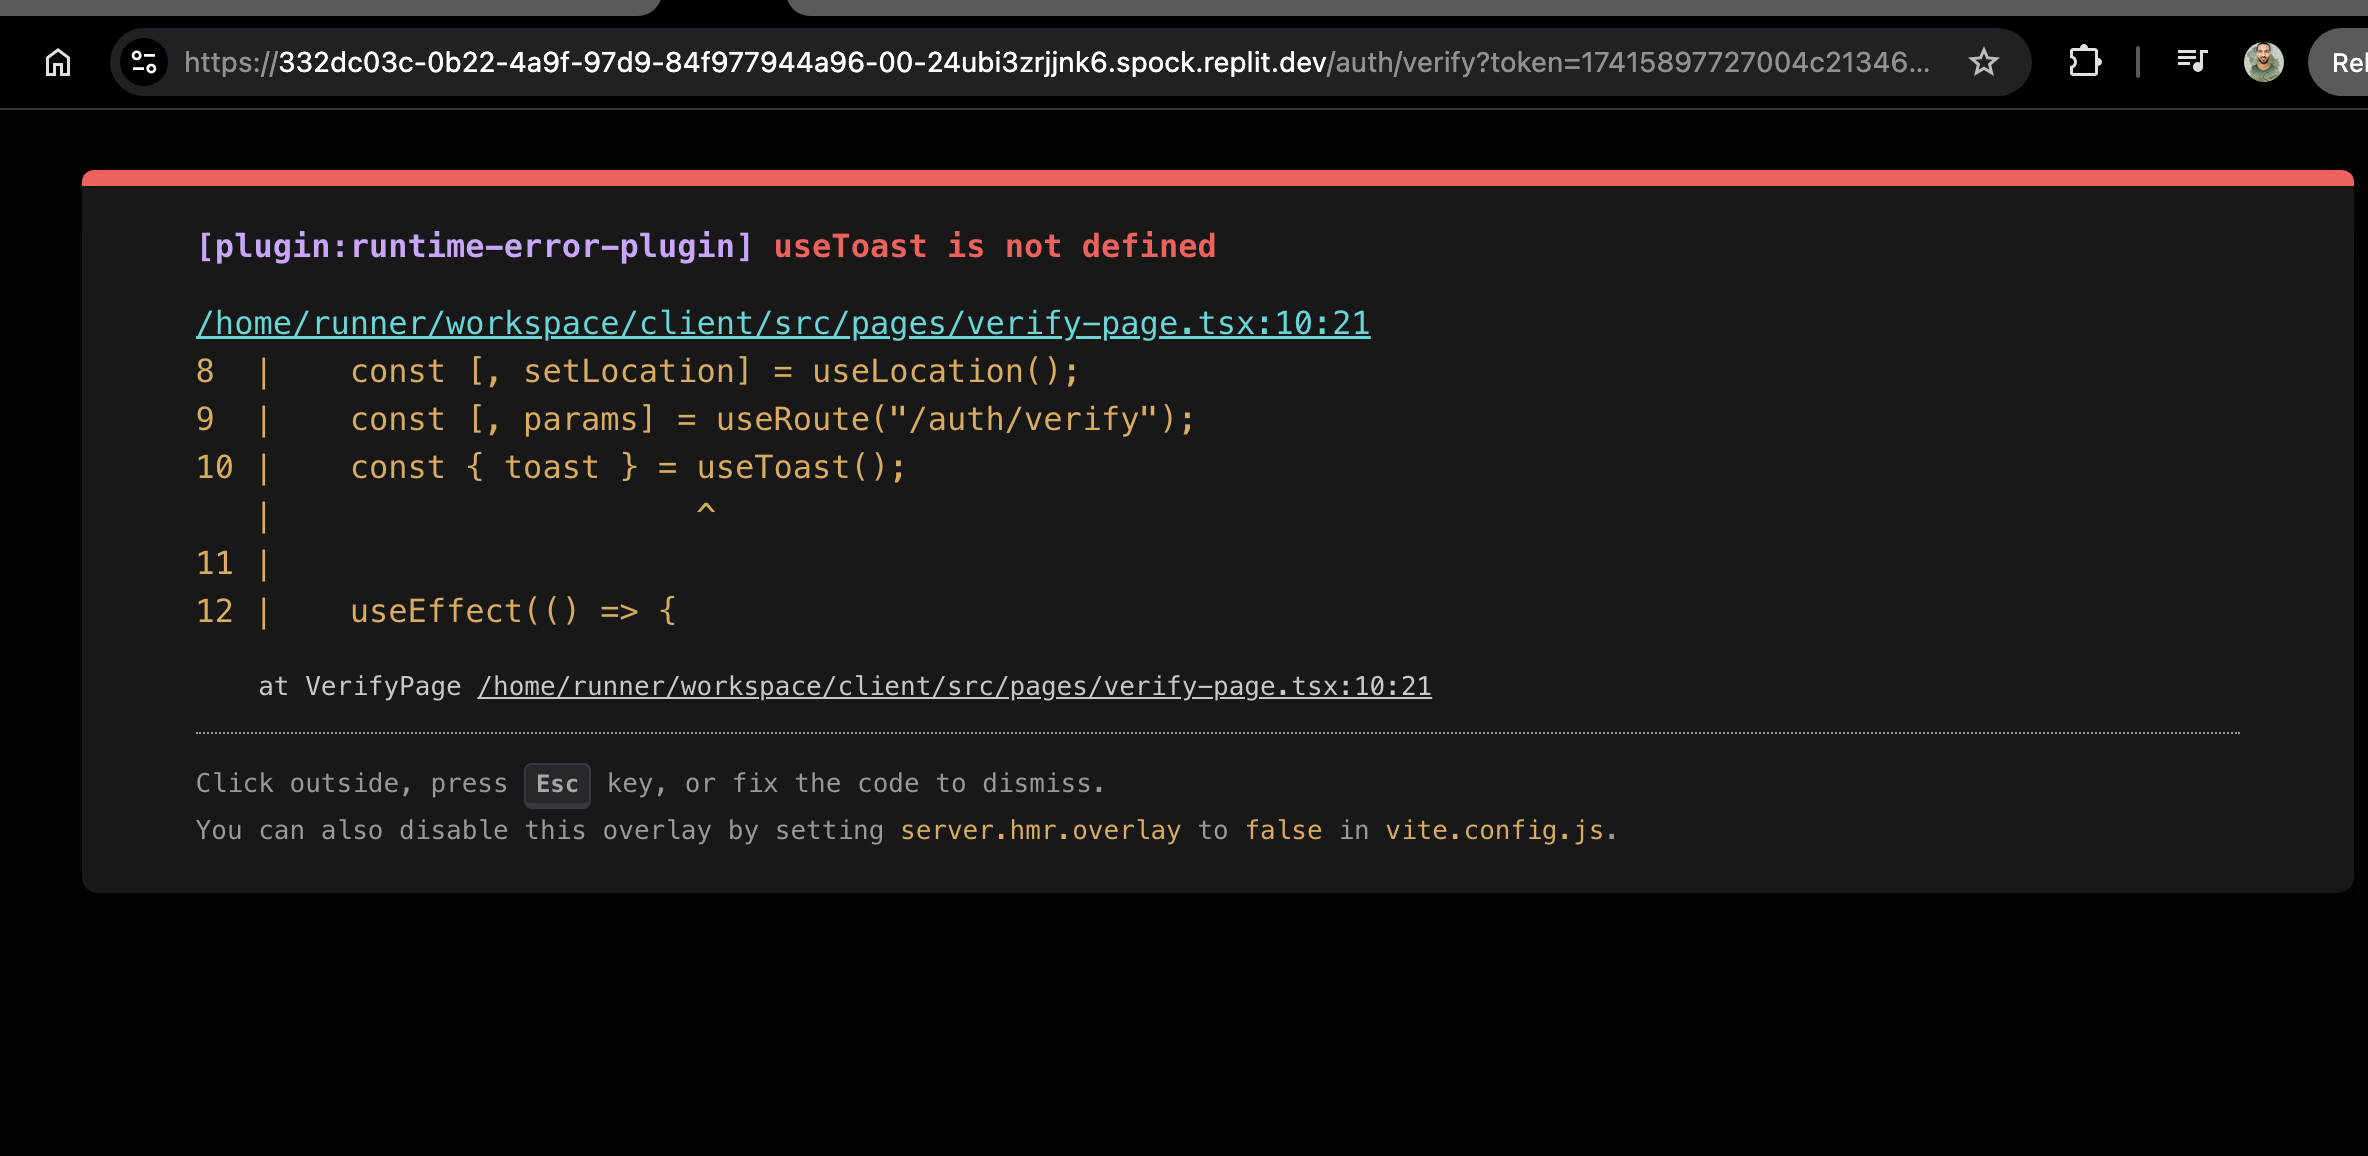 https://332dc03c-0b22-4a9f-97d9-84f977944a96-00-24ubi3zrjjnk6.spock.replit.dev/auth/verify?token=17415897727004c21346...
Rel
[plugin:runtime-error-plugin] useToast is not defined
/home/runner/workspace/client/src/pages/verify-page.tsx:10:21
8  |    const [, setLocation] = useLocation();
9  |    const [, params] = useRoute("/auth/verify");
10 |    const { toast } = useToast();
   |                      ^
11 |
12 |    useEffect(() => {
at VerifyPage /home/runner/workspace/client/src/pages/verify-page.tsx:10:21
Click outside, press Esc key, or fix the code to dismiss.
You can also disable this overlay by setting server.hmr.overlay to false in vite.config.js.